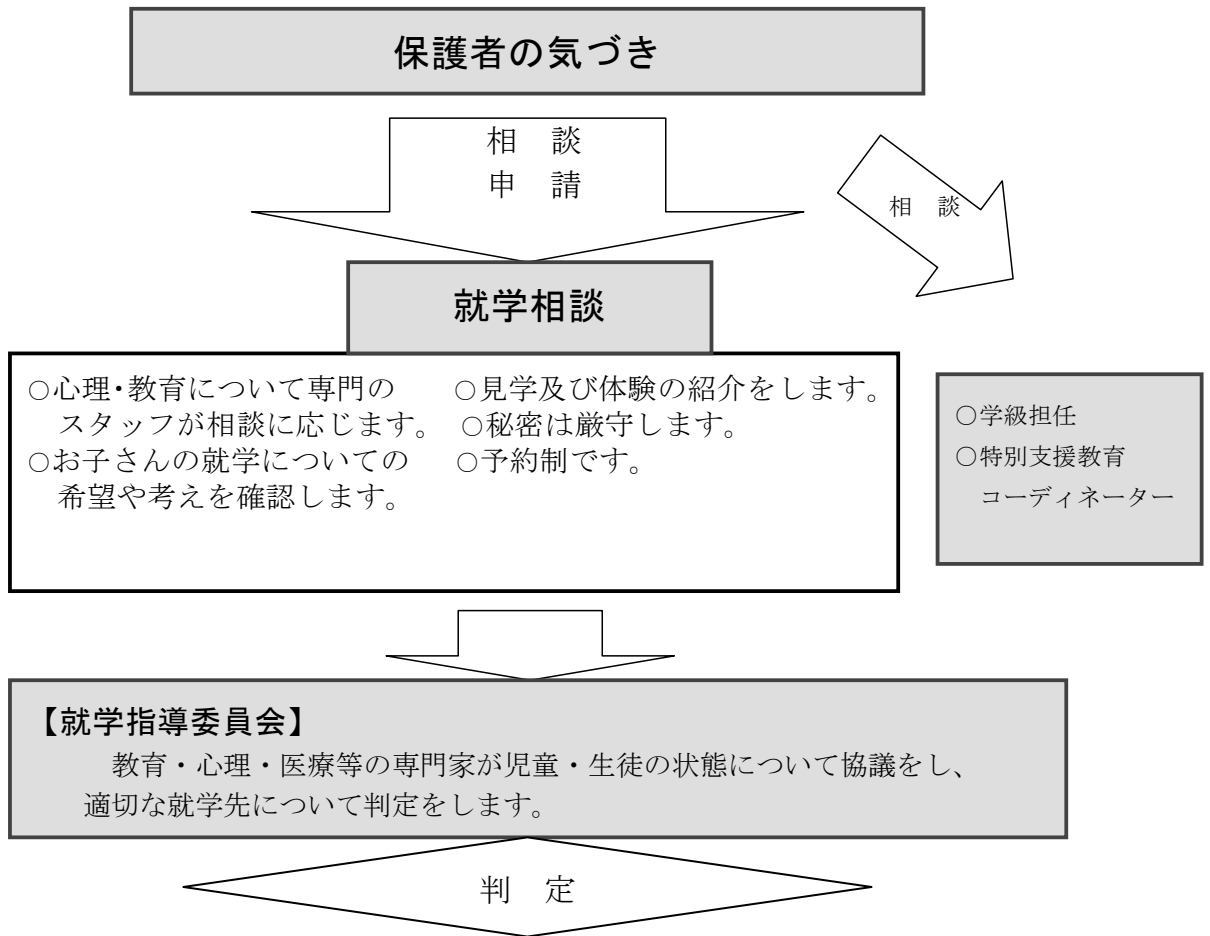 保護者の気づき
相　談
申　請
相　談
就学相談
○心理・教育について専門の
スタッフが相談に応じます。
○お子さんの就学についての
希望や考えを確認します。
○見学及び体験の紹介をします。
○秘密は厳守します。
○予約制です。
○学級担任
○特別支援教育
コーディネーター
【就学指導委員会】
教育・心理・医療等の専門家が児童・生徒の状態について協議をし、
適切な就学先について判定をします。
判　定